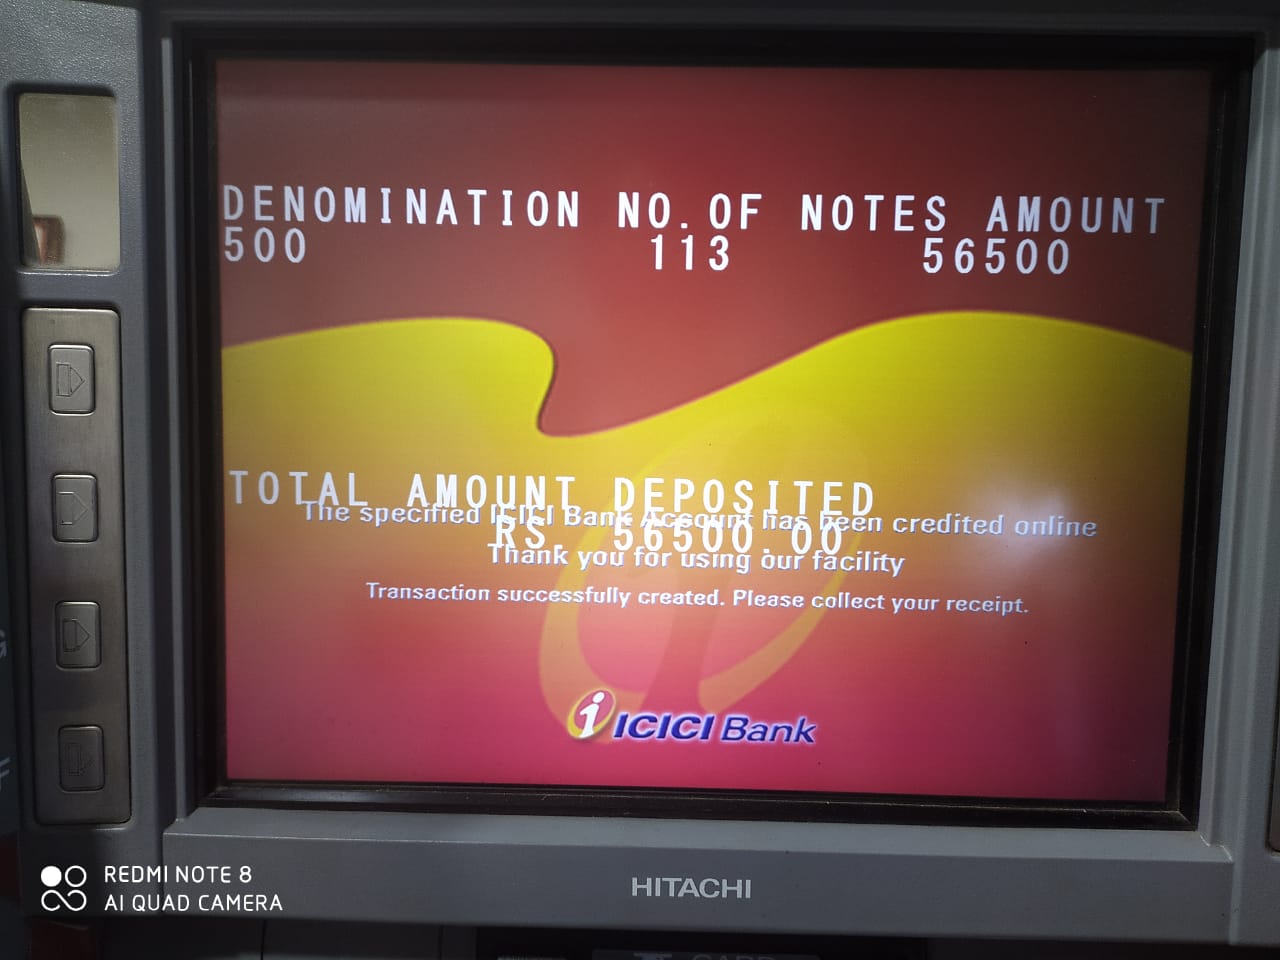 DENOMINATION NO.OF NOTES AMOUNT
500 113 56500
TOTAL AMOUNT DEPOSITED
The specified ICICI Bank Account has been credited online
RS. 56500.00
Thank you for using our facility
Transaction successfully created. Please collect your receipt.
i ICICI Bank
HITACHI
REDMI NOTE 8
AI QUAD CAMERA